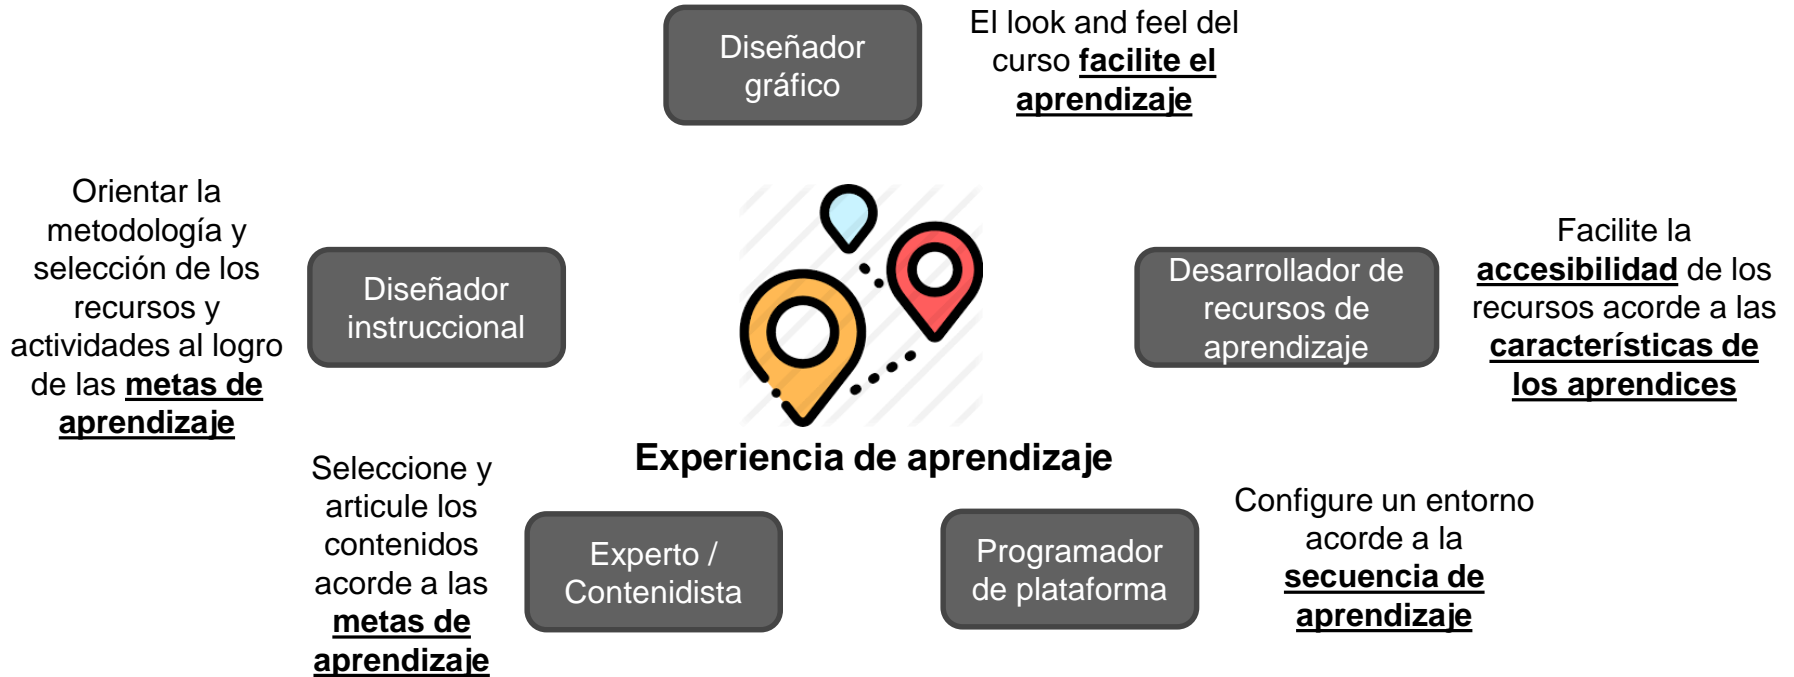 Diseñador
gráfico
El look and feel del
curso facilite el
aprendizaje
Orientar la
metodología y
selección de los
recursos y
actividades al logro
de las metas de
aprendizaje
Diseñador
instruccional
Desarrollador de
recursos de
aprendizaje
Facilite la
accesibilidad de los
recursos acorde a las
características de
los aprendices
Experiencia de aprendizaje
Seleccione y
articule los
contenidos
acorde a las
metas de
aprendizaje
Experto /
Contenidista
Programador
de plataforma
Configure un entorno
acorde a la
secuencia de
aprendizaje